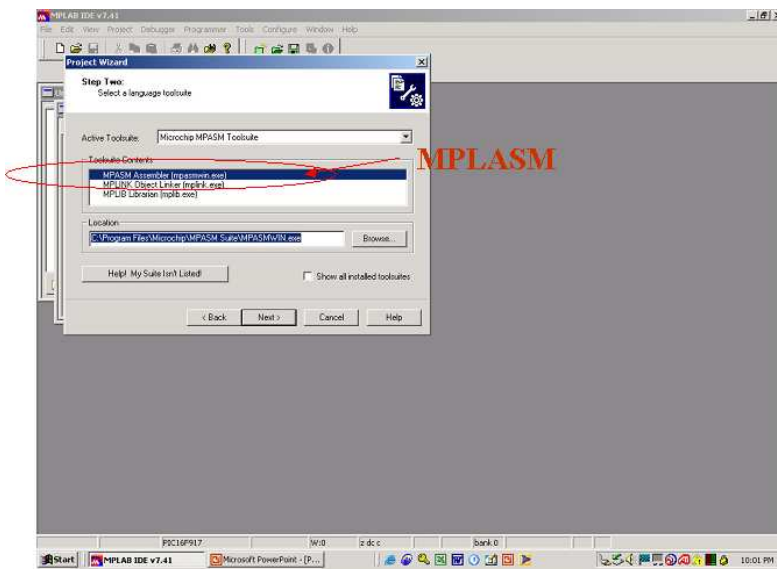 MPLAB IDE v7.41
File Edit View Project Debugger Programmer Tools Configure Window Help
Project Wizard
Step Two:
Select a language toolsuite
Active Toolsuite: Microchip MPASM Toolsuite
Toolsuite Contents
MPASM Assembler (mpasmwin.exe)
MPLINK Object Linker (mplink.exe)
MPLIB Librarian (mplib.exe)
MPLASM
Location
C:\Program Files\Microchip\MPASM Suite\MPASMWIN.exe
Browse...
Help! My Suite Isn't Listed!
Show all installed toolsuites
< Back Next > Cancel Help
PIC16F917 W:0 z dc c bank 0
Start MPLAB IDE v7.41 Microsoft PowerPoint - [P... 10:01 PM